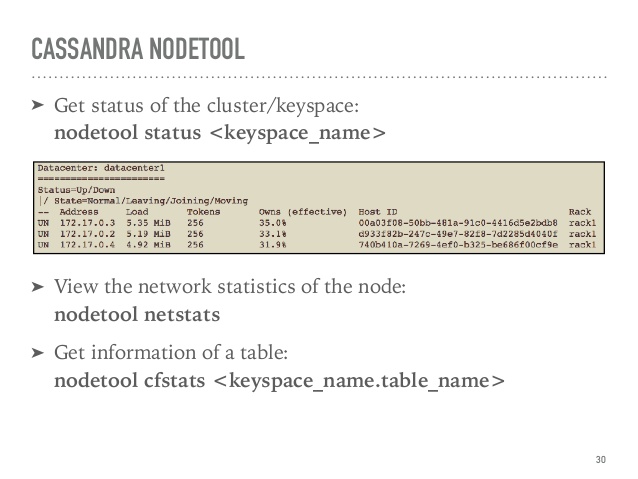 CASSANDRA NODETOOL
➤ Get status of the cluster/keyspace:
nodetool status <keyspace_name>
Datacenter: datacenter1
=======================
Status=Up/Down
|/ State=Normal/Leaving/Joining/Moving
-- Address Load Tokens Owns (effective) Host ID Rack
UN 172.17.0.3 5.35 MiB 256 35.0% 00a03f08-50bb-481a-91c0-4416d5e2bdb8 rack1
UN 172.17.0.2 5.19 MiB 256 33.1% d933f82b-247c-49e7-82f8-7d2285d4040f rack1
UN 172.17.0.4 4.92 MiB 256 31.9% 740b410a-7269-4ef0-b325-be686f00cf9e rack1
➤ View the network statistics of the node:
nodetool netstats
➤ Get information of a table:
nodetool cfstats <keyspace_name.table_name>
30